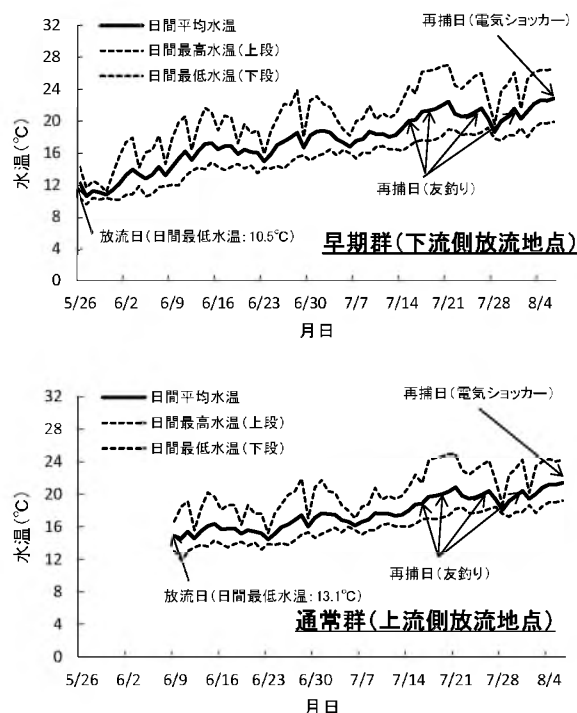 再捕日(電気ショッカー)
32
28
24
20
16
12
8
4
0
水温(℃)
日間平均水温
日間最高水温(上段)
日間最低水温(下段)
再捕日(友釣り)
放流日(日間最低水温:10.5℃)
早期群(下流側放流地点)
5/26 6/2 6/9 6/16 6/23 6/30 7/7 7/14 7/21 7/28 8/4
月日
32
28
24
20
16
12
8
4
0
水温(℃)
日間平均水温
日間最高水温(上段)
日間最低水温(下段)
再捕日(電気ショッカー)
再捕日(友釣り)
放流日(日間最低水温:13.1℃)
通常群(上流側放流地点)
5/26 6/2 6/9 6/16 6/23 6/30 7/7 7/14 7/21 7/28 8/4
月日